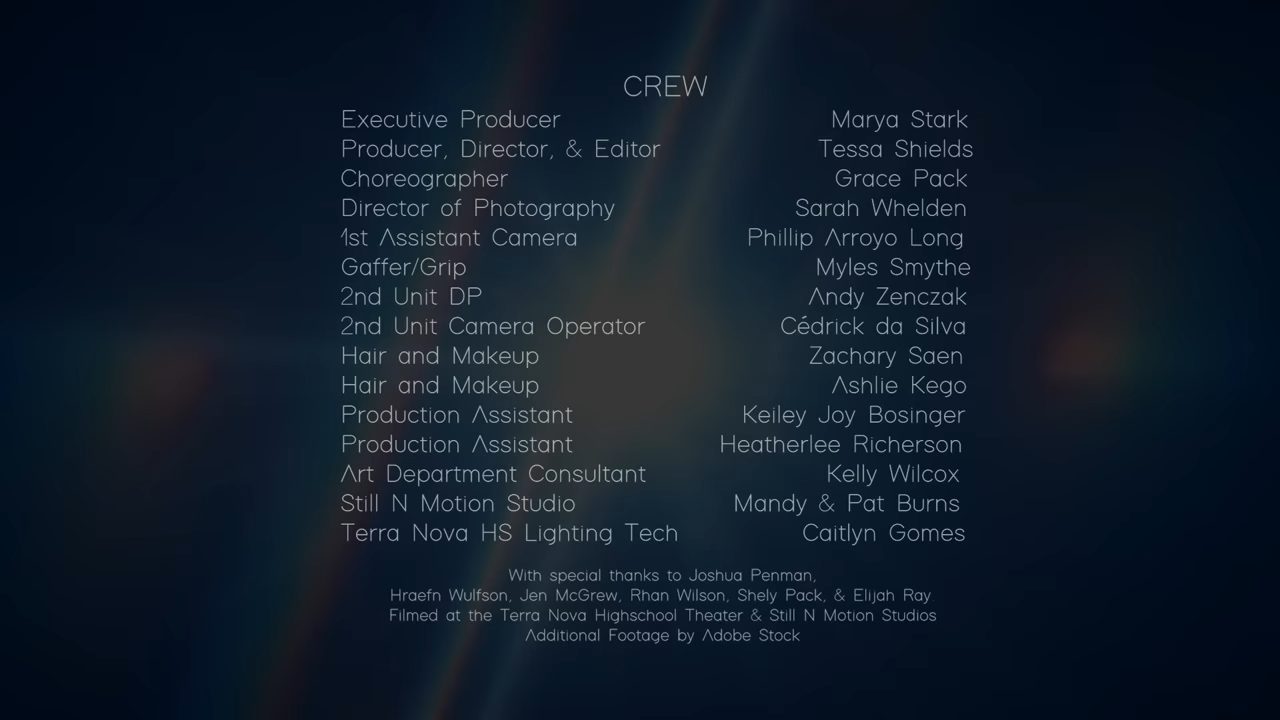 CREW
Executive Producer Marya Stark
Producer, Director, & Editor Tessa Shields
Choreographer Grace Pack
Director of Photography Sarah Whelden
1st Assistant Camera Phillip Arroyo Long
Gaffer/Grip Myles Smythe
2nd Unit DP Andy Zenczak
2nd Unit Camera Operator Cédrick da Silva
Hair and Makeup Zachary Saen
Hair and Makeup Ashlie Kego
Production Assistant Keiley Joy Bosinger
Production Assistant Heatherlee Richerson
Art Department Consultant Kelly Wilcox
Still N Motion Studio Mandy & Pat Burns
Terra Nova HS Lighting Tech Caitlyn Gomes
With special thanks to Joshua Penman,
Hraefn Wulfson, Jen McGrew, Rhan Wilson, Shely Pack, & Elijah Ray.
Filmed at the Terra Nova Highschool Theater & Still N Motion Studios
Additional Footage by Adobe Stock